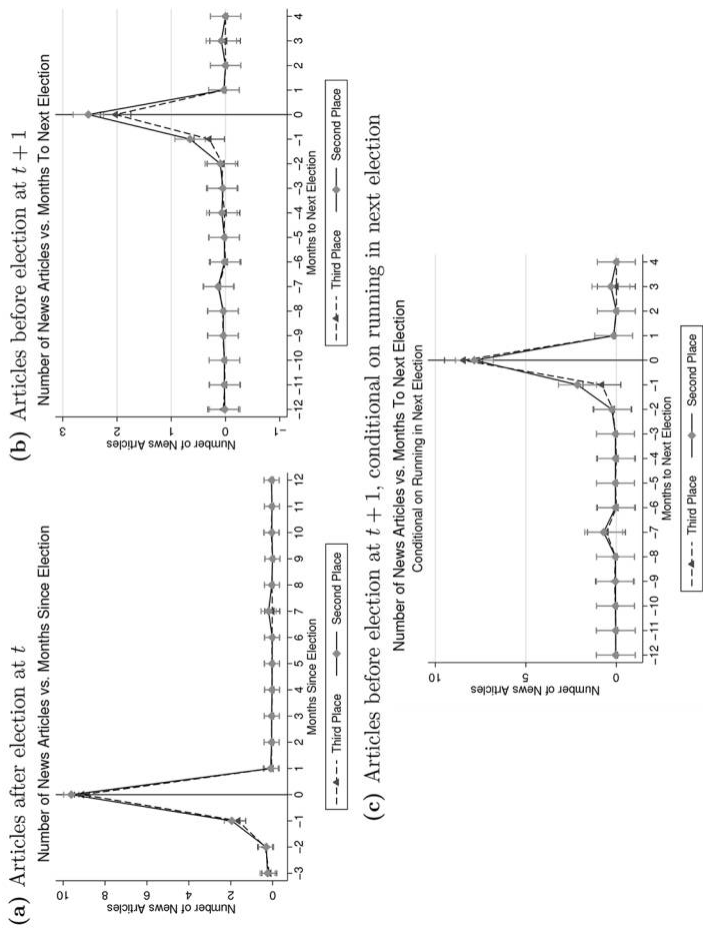 (a) Articles after election at t
Number of News Articles vs. Months Since Election
Number of News Articles
10
8
6
4
2
0
-3 -2 -1 0 1 2 3 4 5 6 7 8 9 10 11 12
Months Since Election
Third Place Second Place
(b) Articles before election at t + 1
Number of News Articles vs. Months To Next Election
Number of News Articles
3
2
1
0
-1
-12 -11 -10 -9 -8 -7 -6 -5 -4 -3 -2 -1 0 1 2 3 4
Months to Next Election
Third Place Second Place
(c) Articles before election at t + 1, conditional on running in next election
Number of News Articles vs. Months To Next Election
Conditional on Running in Next Election
Number of News Articles
10
5
0
-12 -11 -10 -9 -8 -7 -6 -5 -4 -3 -2 -1 0 1 2 3 4
Months to Next Election
Third Place Second Place